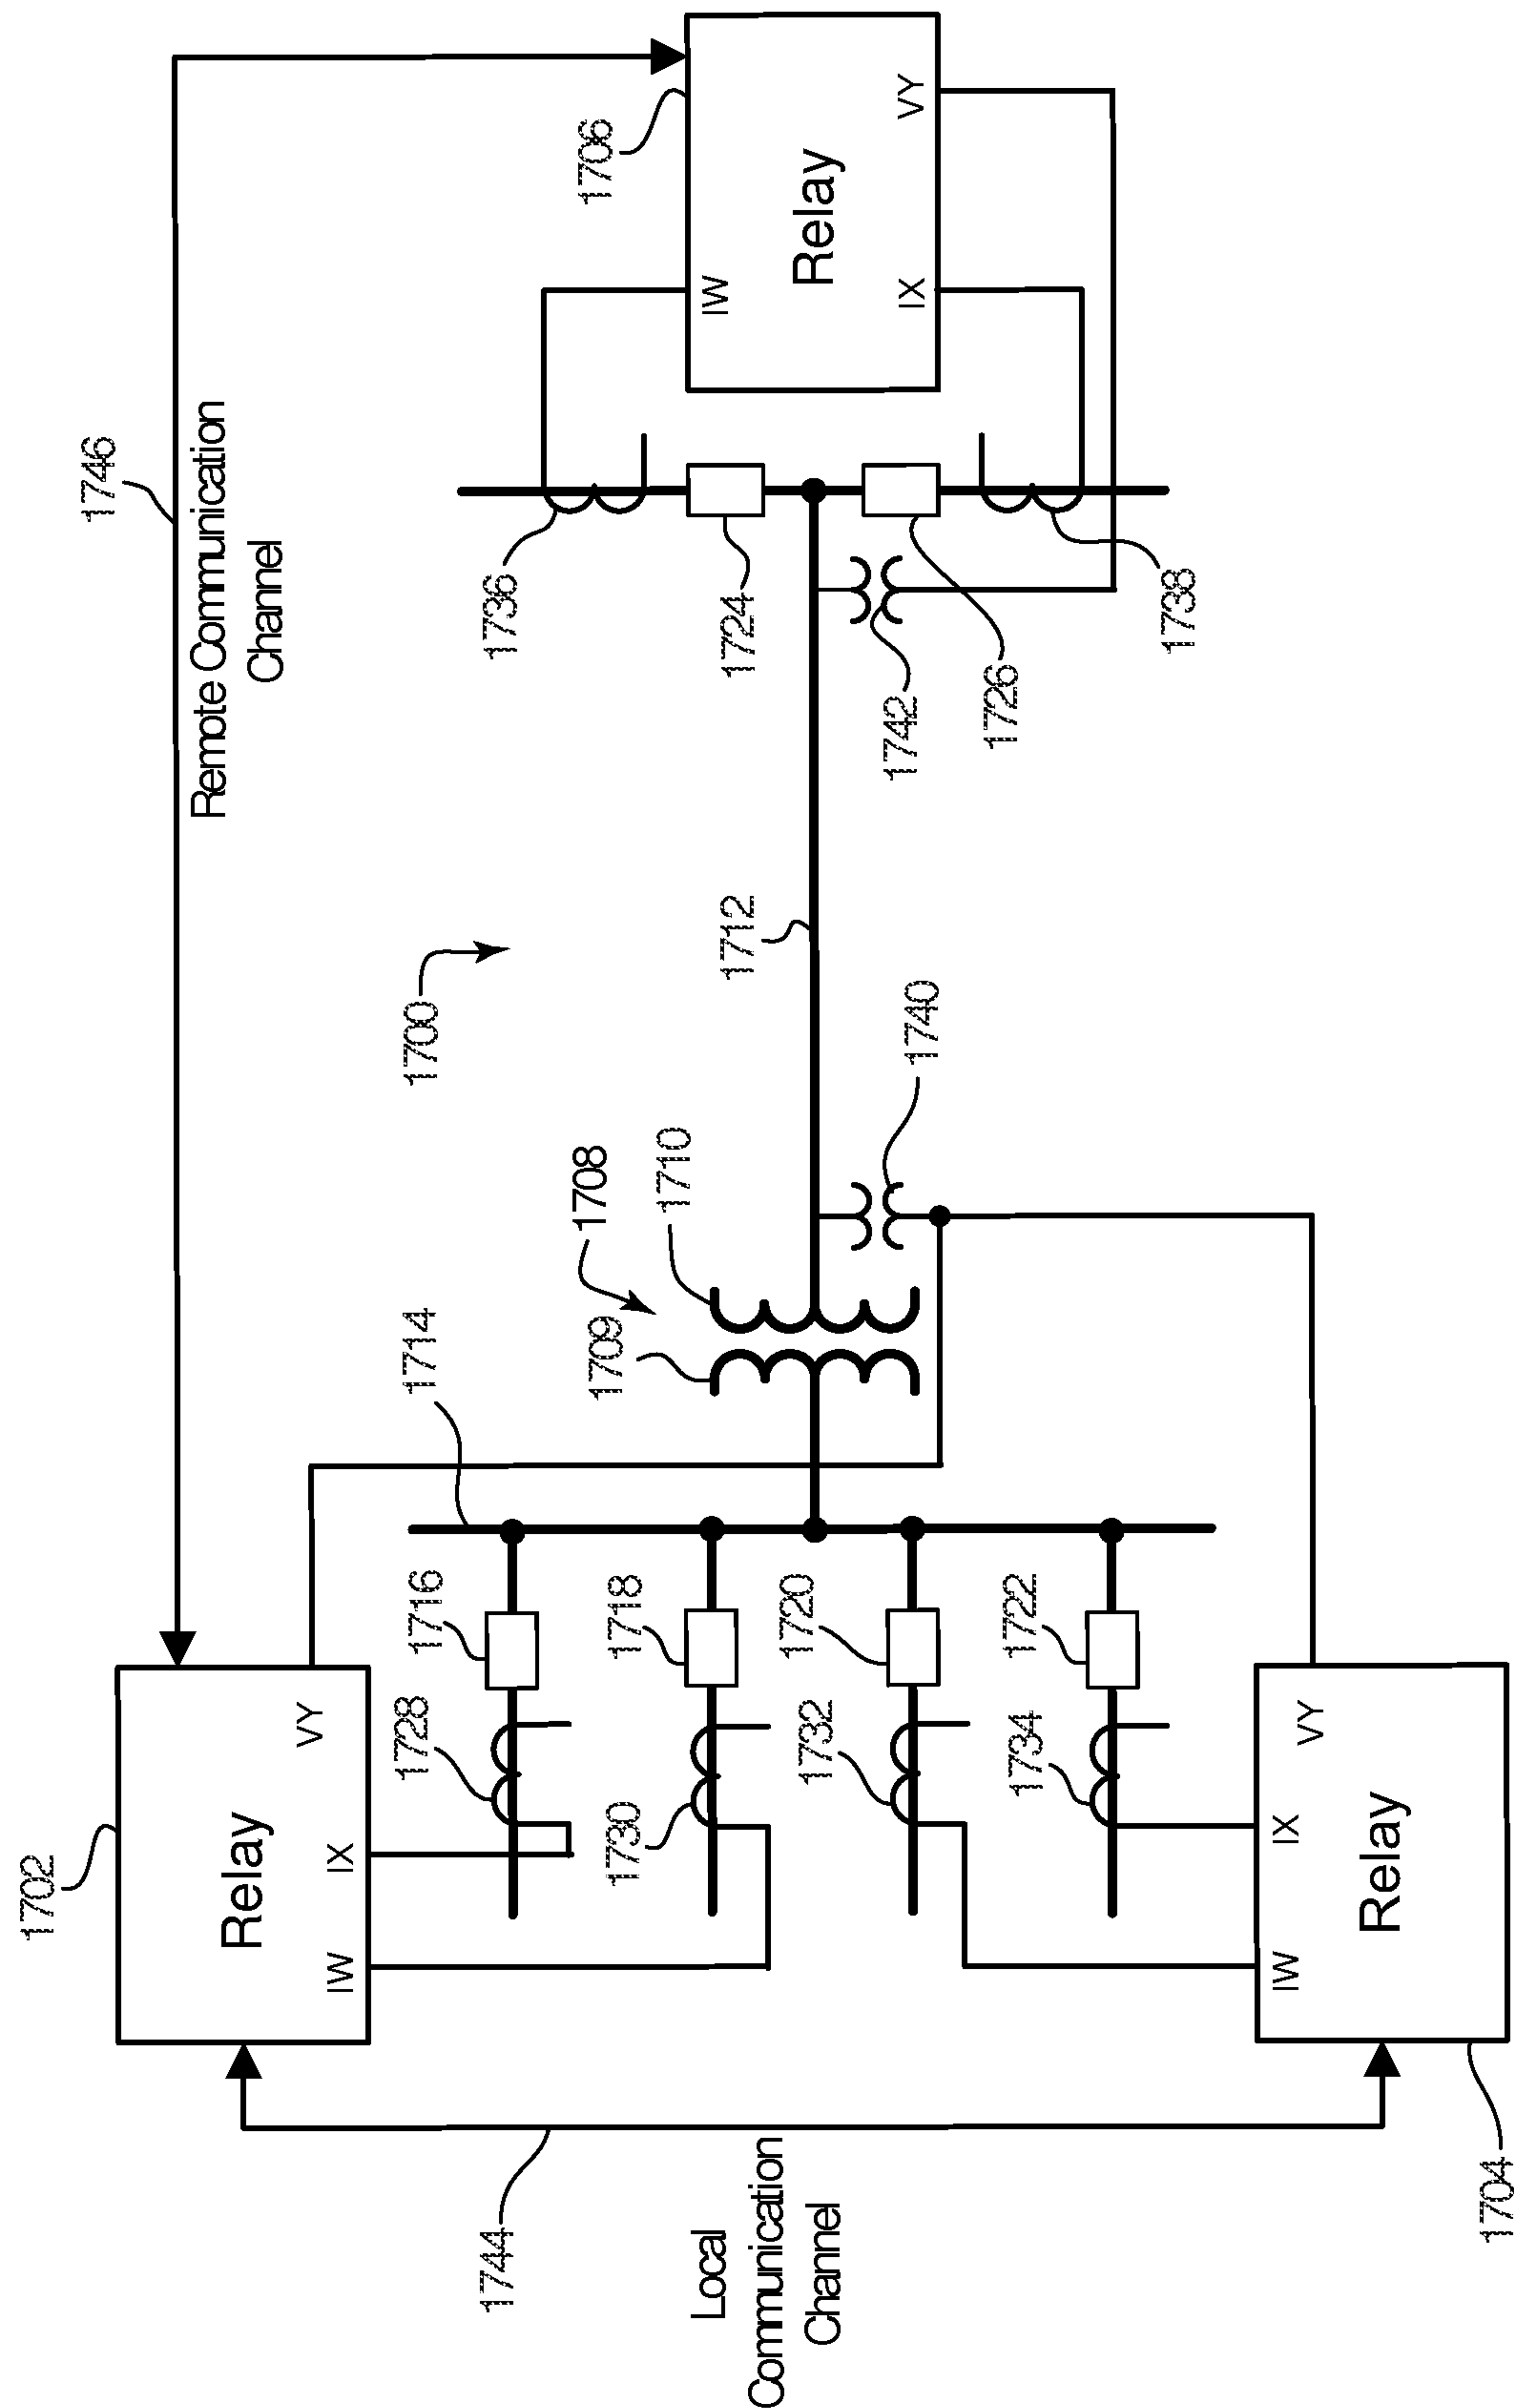 1746
Remote Communication
Channel
1702
Relay
IW
IX
VY
1706
Relay
IW
IX
VY
1700
1714
1716
1728
1718
1730
1720
1732
1722
1734
1709
1708
1710
1740
1712
1736
1724
1742
1726
1738
1744
Local
Communication
Channel
1704
Relay
IW
IX
VY